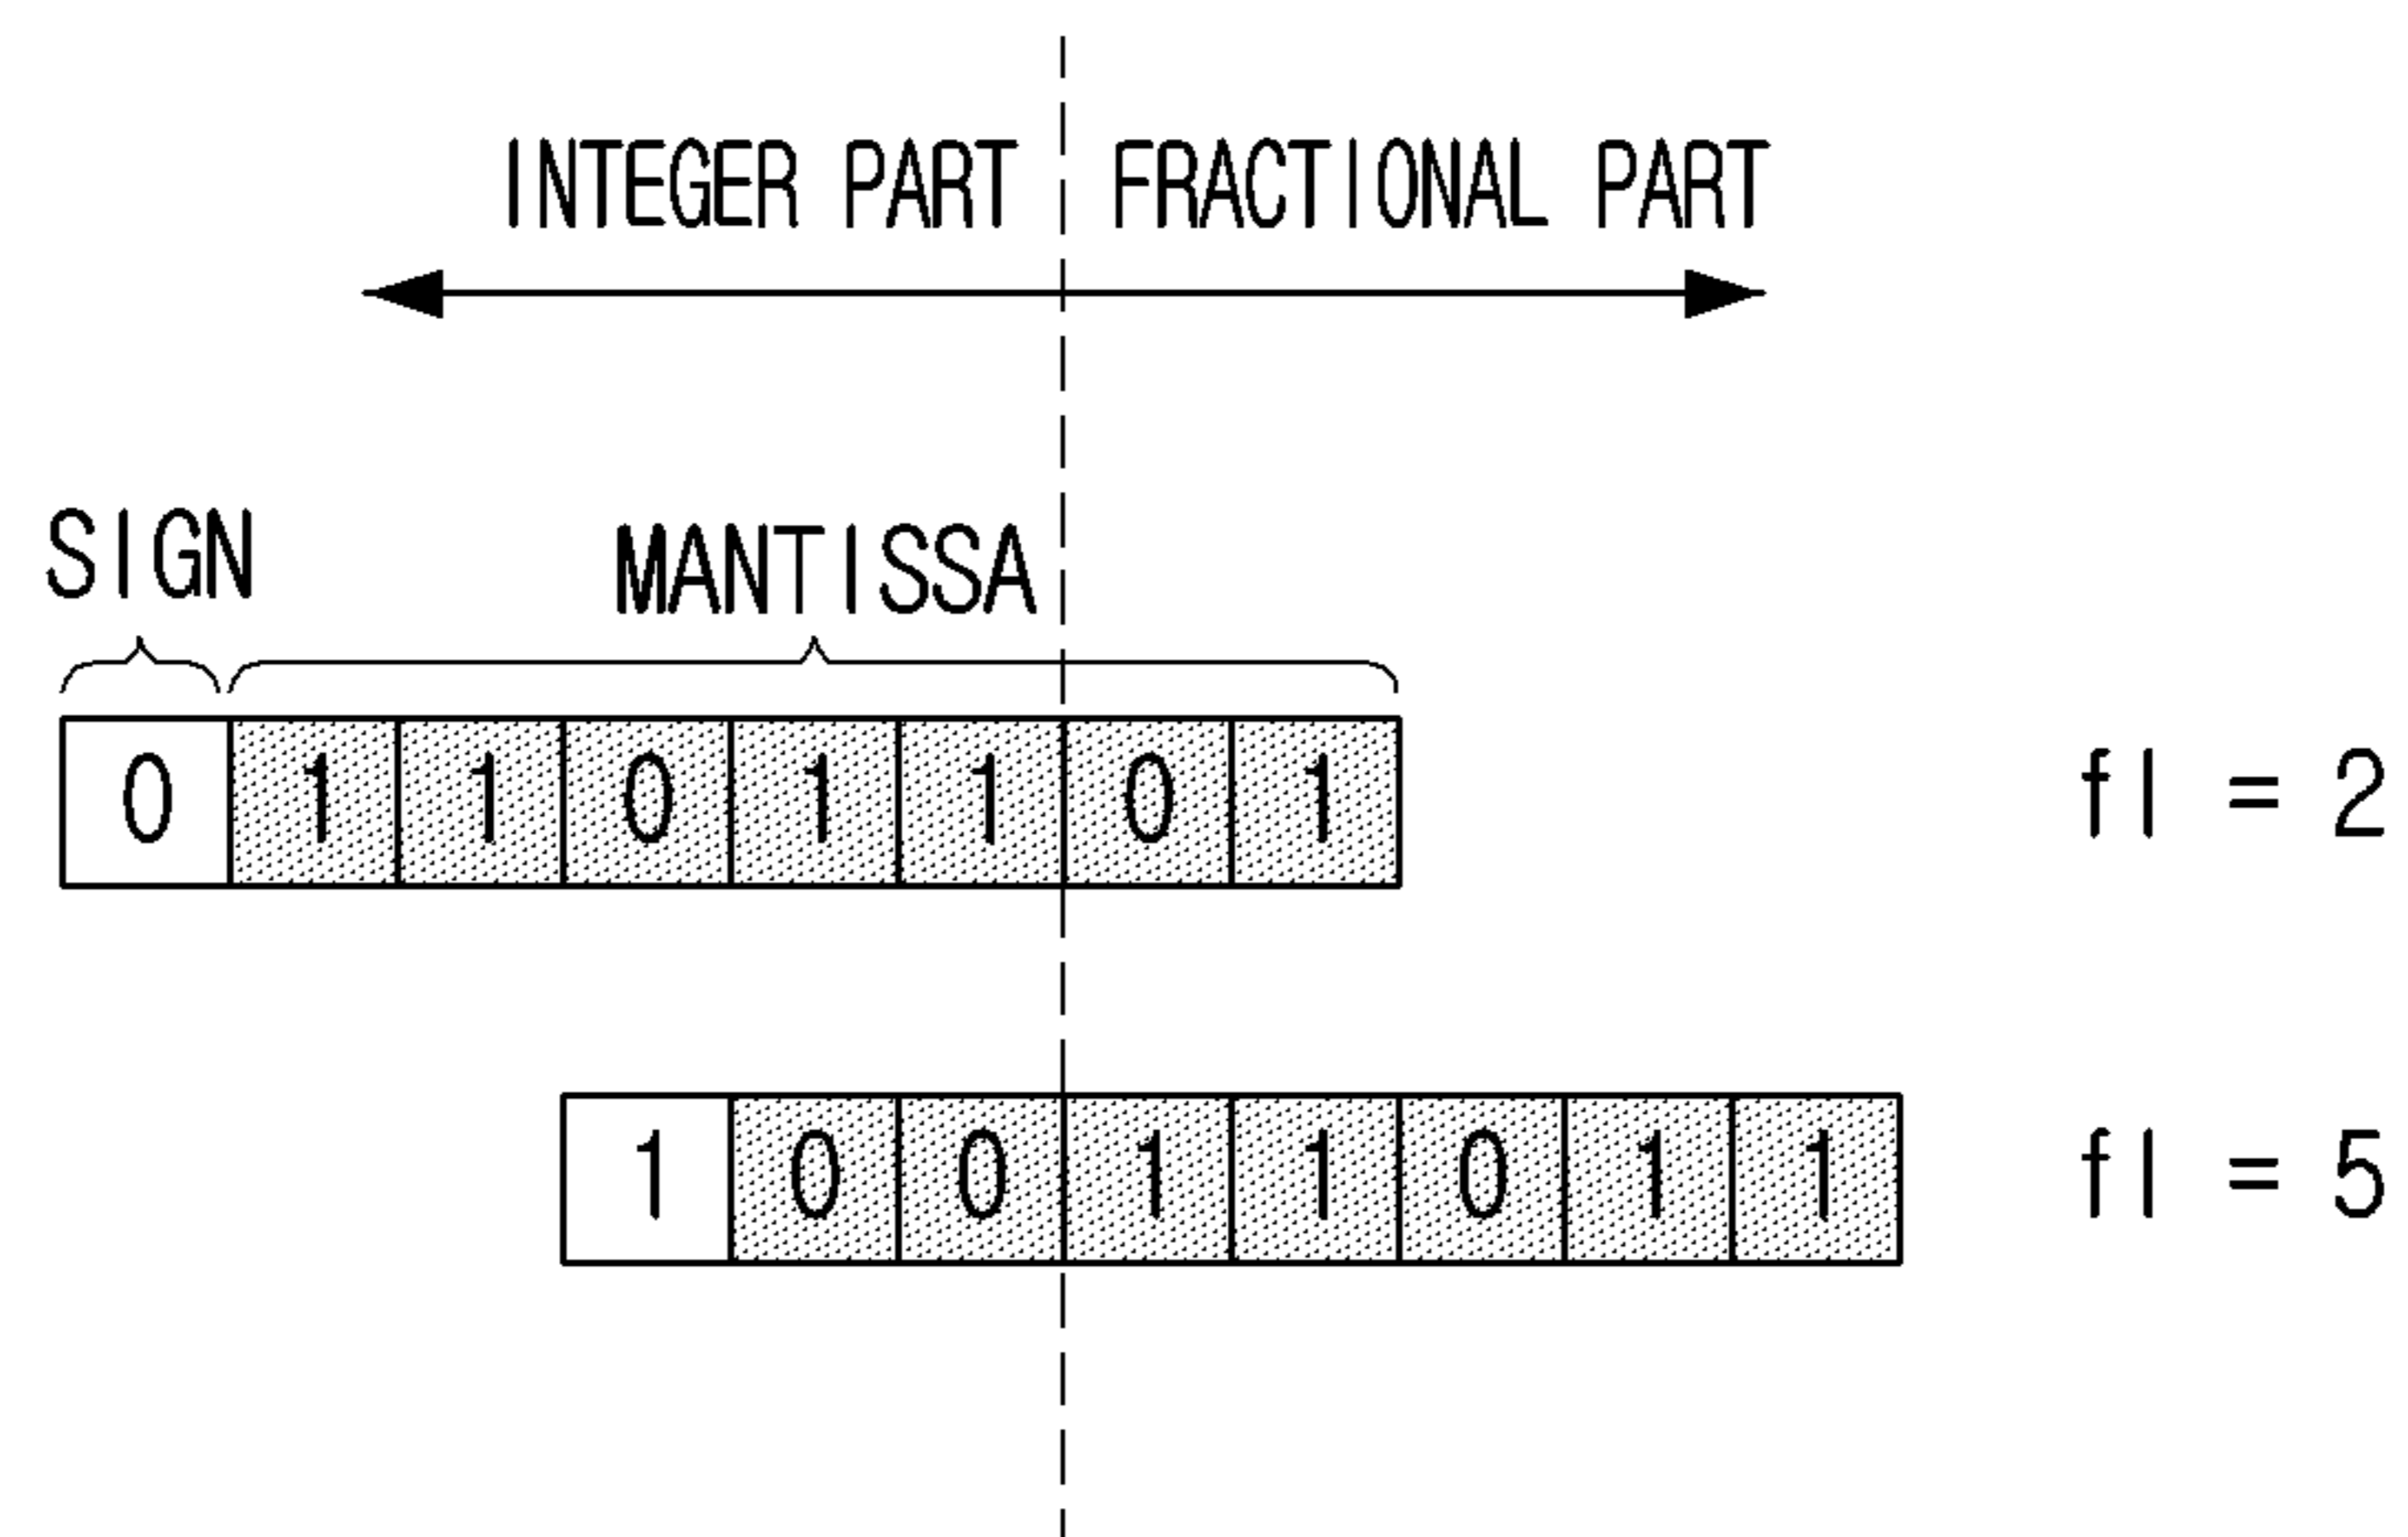 INTEGER PART FRACTIONAL PART
SIGN MANTISSA
0 1 1 0 1 1 0 1 fl = 2
1 0 0 1 1 0 1 1 fl = 5